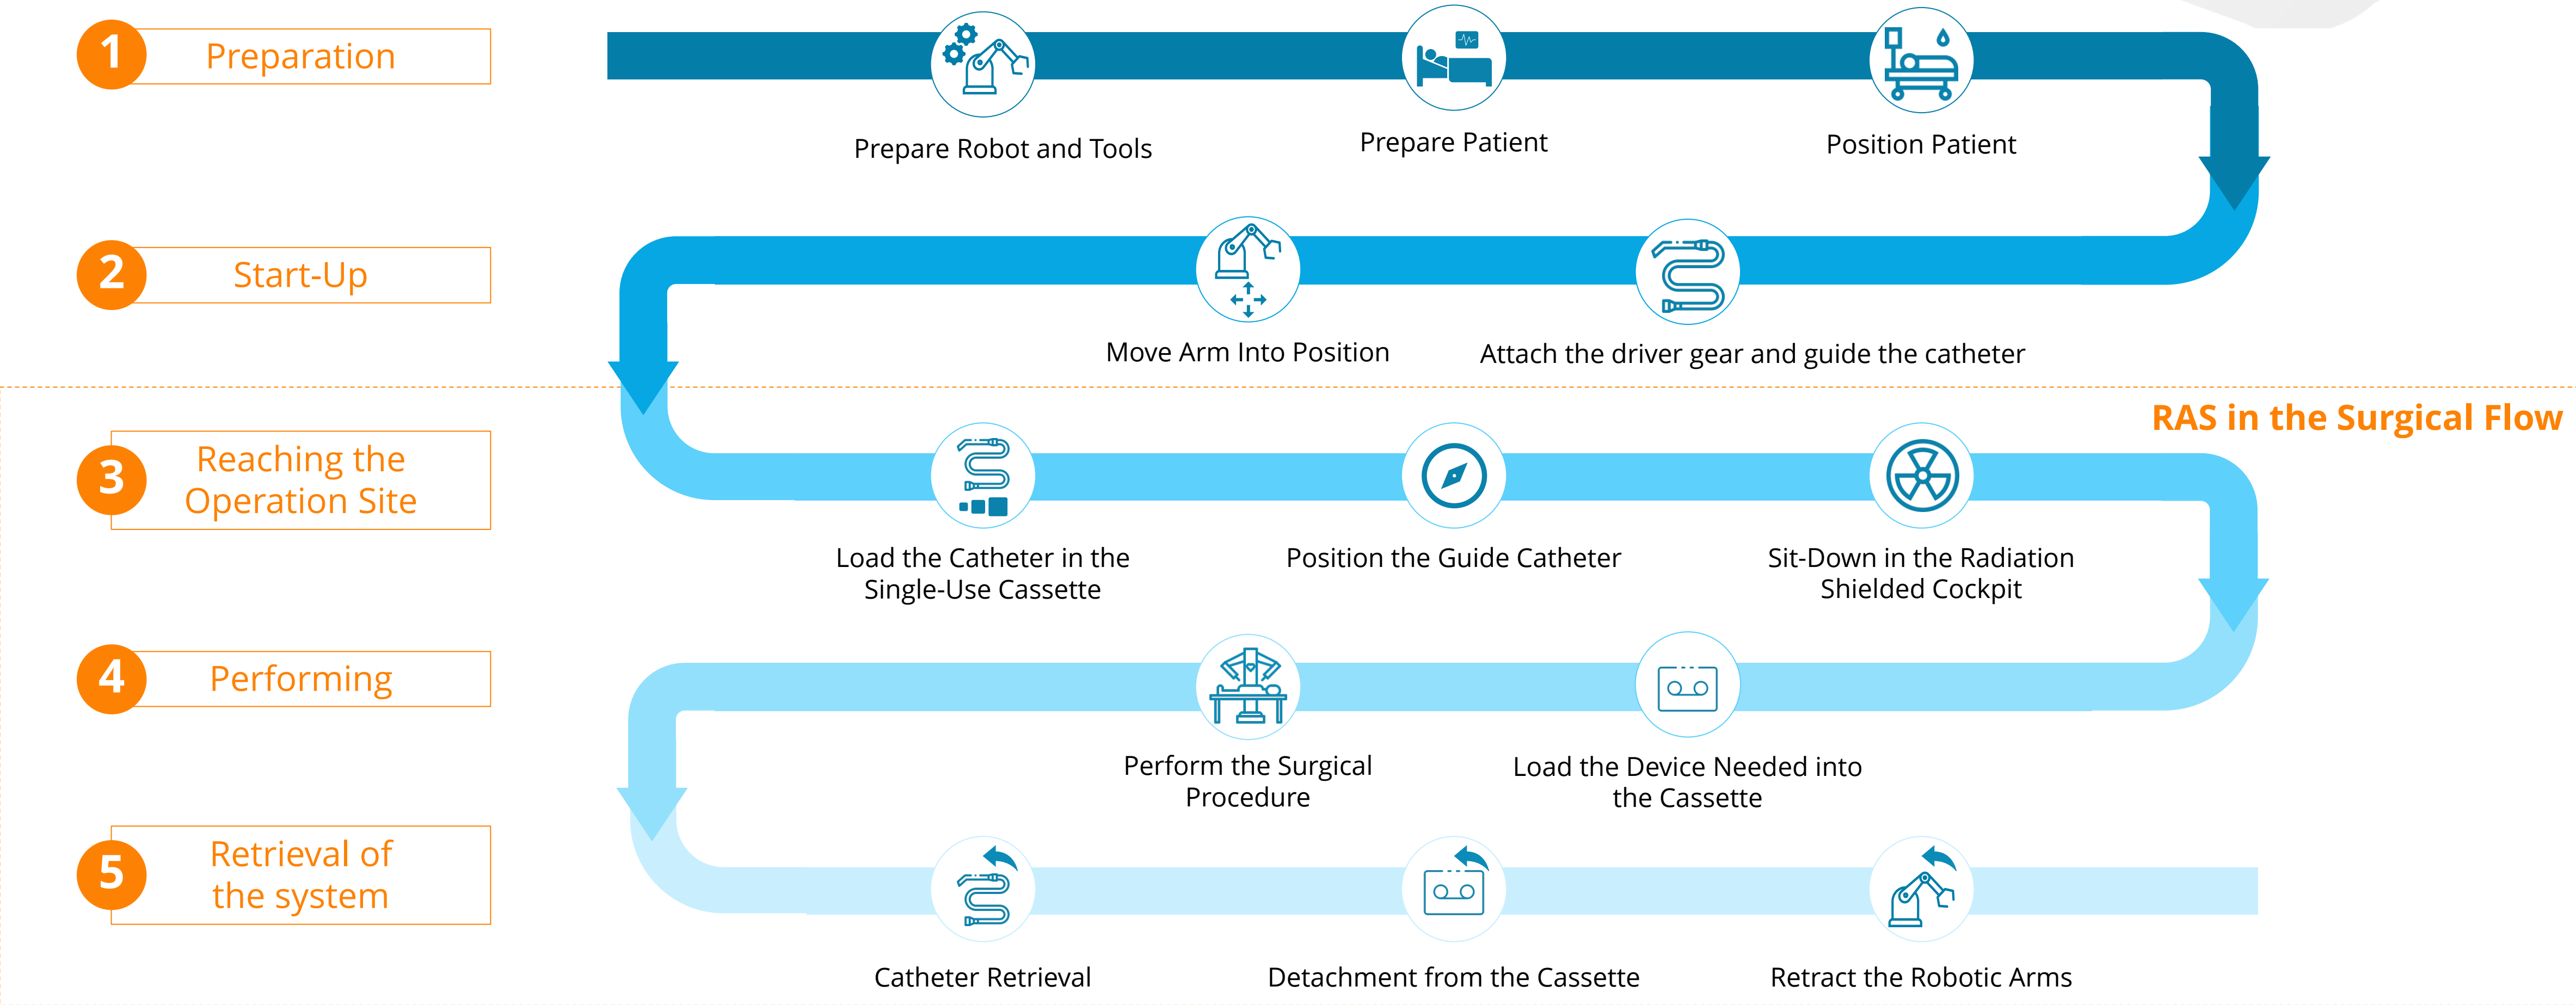 1
Preparation
Prepare Robot and Tools
Prepare Patient
Position Patient
2
Start-Up
Move Arm Into Position
Attach the driver gear and guide the catheter
RAS in the Surgical Flow
3
Reaching the
Operation Site
Load the Catheter in the
Single-Use Cassette
Position the Guide Catheter
Sit-Down in the Radiation
Shielded Cockpit
4
Performing
Perform the Surgical
Procedure
Load the Device Needed into
the Cassette
5
Retrieval of
the system
Catheter Retrieval
Detachment from the Cassette
Retract the Robotic Arms